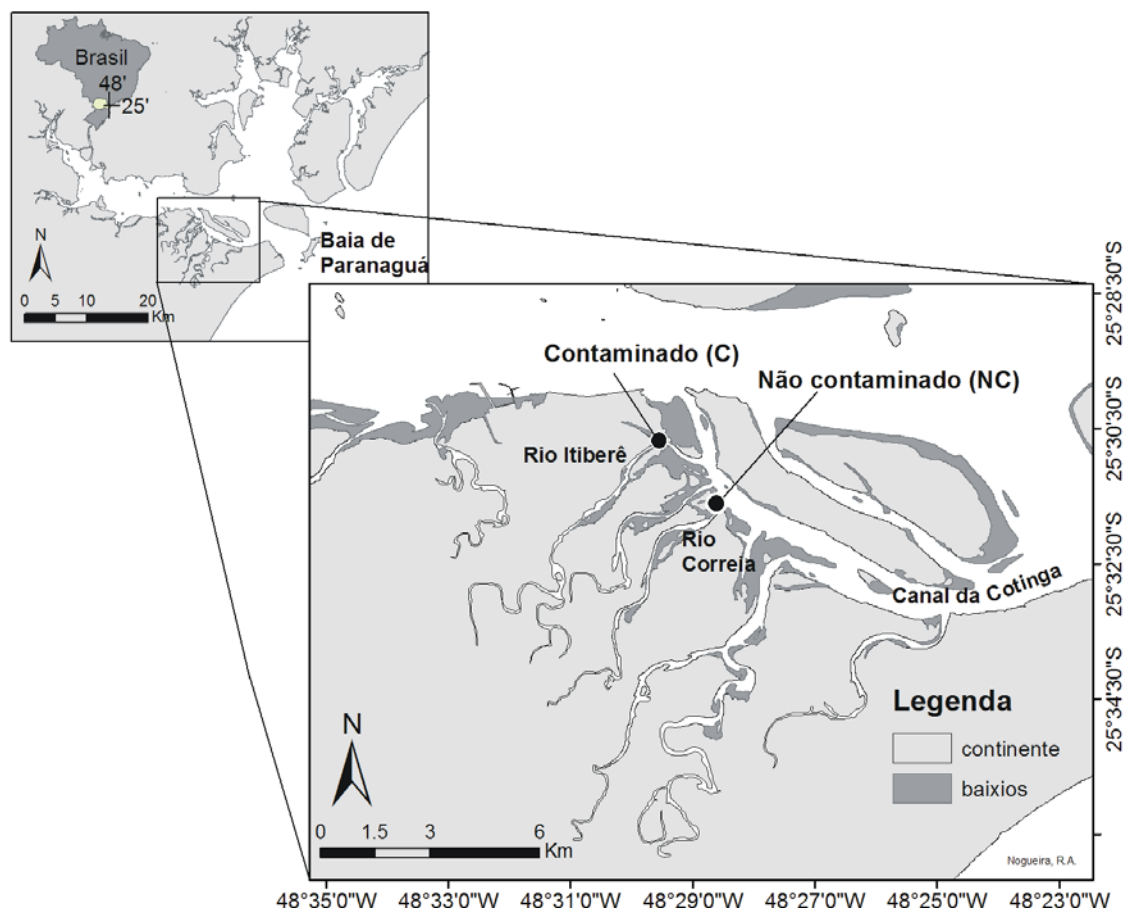 Brasil
48'
25'
N
Baia de
Paranaguá
0 5 10 20
Km
Contaminado (C)
Não contaminado (NC)
Rio Itiberê
Rio
Correia
Canal da Cotinga
Legenda
continente
baixios
N
0 1.5 3 6
Km
Nogueira, R.A.
25°28'30"S
25°30'30"S
25°32'30"S
25°34'30"S
48°35'0"W 48°33'0"W 48°31'0"W 48°29'0"W 48°27'0"W 48°25'0"W 48°23'0"W